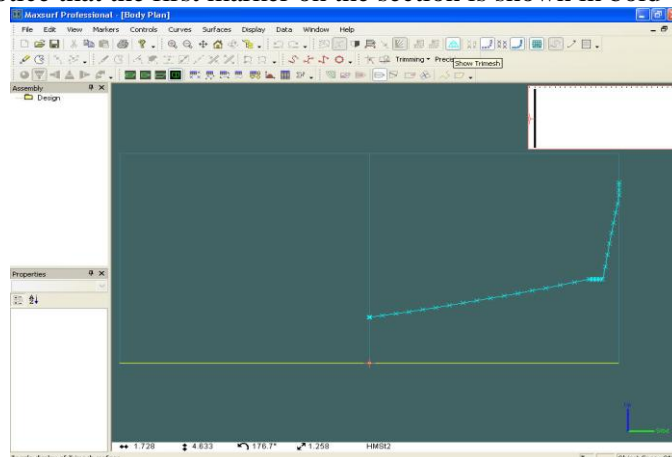 Maxsurf Professional - [Body Plan]
File Edit View Markers Controls Curves Surfaces Display Data Window Help
Trimming
Show Trimesh
Assembly
Design
Properties
1.728 4.633 176.7° 1.258 HMSt2